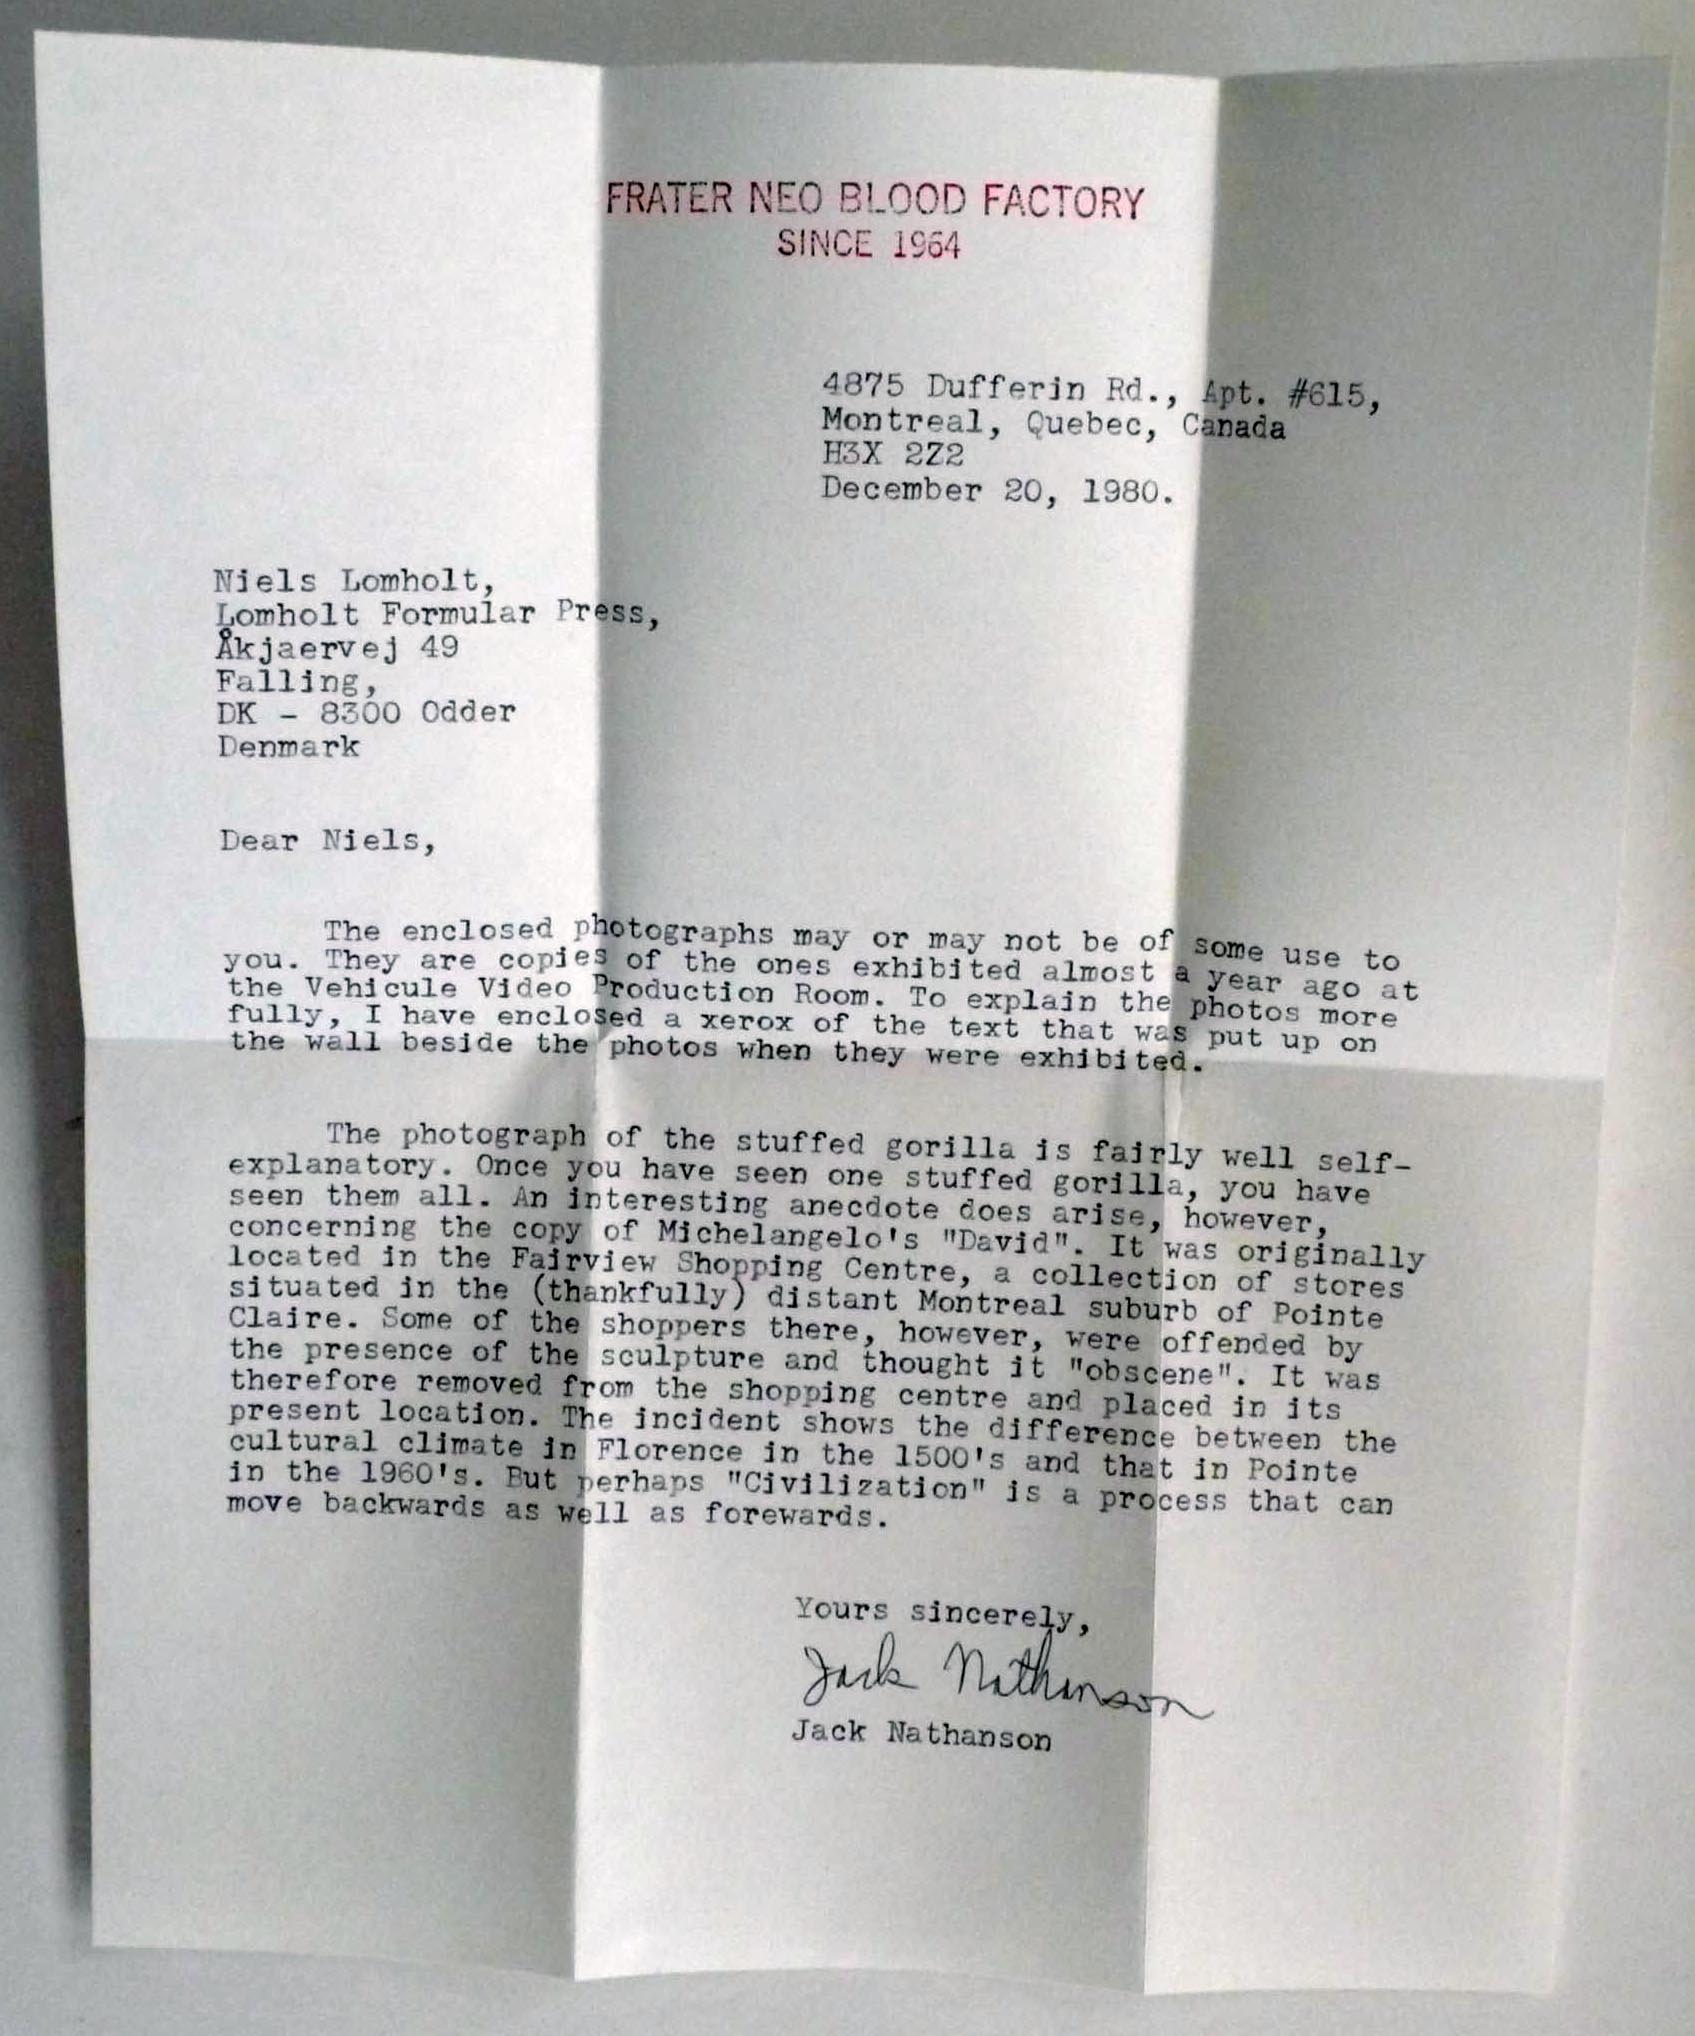 FRATER NEO BLOOD FACTORY
SINCE 1964
4875 Dufferin Rd., Apt. #615,
Montreal, Quebec, Canada
H3X 2Z2
December 20, 1980.
Niels Lomholt,
Lomholt Formular Press,
Åkjaervej 49
Falling,
DK - 8300 Odder
Denmark
Dear Niels,
The enclosed photographs may or may not be of some use to
you. They are copies of the ones exhibited almost a year ago at
the Vehicule Video Production Room. To explain the photos more
fully, I have enclosed a xerox of the text that was put up on
the wall beside the photos when they were exhibited.
The photograph of the stuffed gorilla is fairly well self-
explanatory. Once you have seen one stuffed gorilla, you have
seen them all. An interesting anecdote does arise, however,
concerning the copy of Michelangelo's "David". It was originally
located in the Fairview Shopping Centre, a collection of stores
situated in the (thankfully) distant Montreal suburb of Pointe
Claire. Some of the shoppers there, however, were offended by
the presence of the sculpture and thought it "obscene". It was
therefore removed from the shopping centre and placed in its
present location. The incident shows the difference between the
cultural climate in Florence in the 1500's and that in Pointe
in the 1960's. But perhaps "Civilization" is a process that can
move backwards as well as forewards.
Yours sincerely,
Jack Nathanson
Jack Nathanson